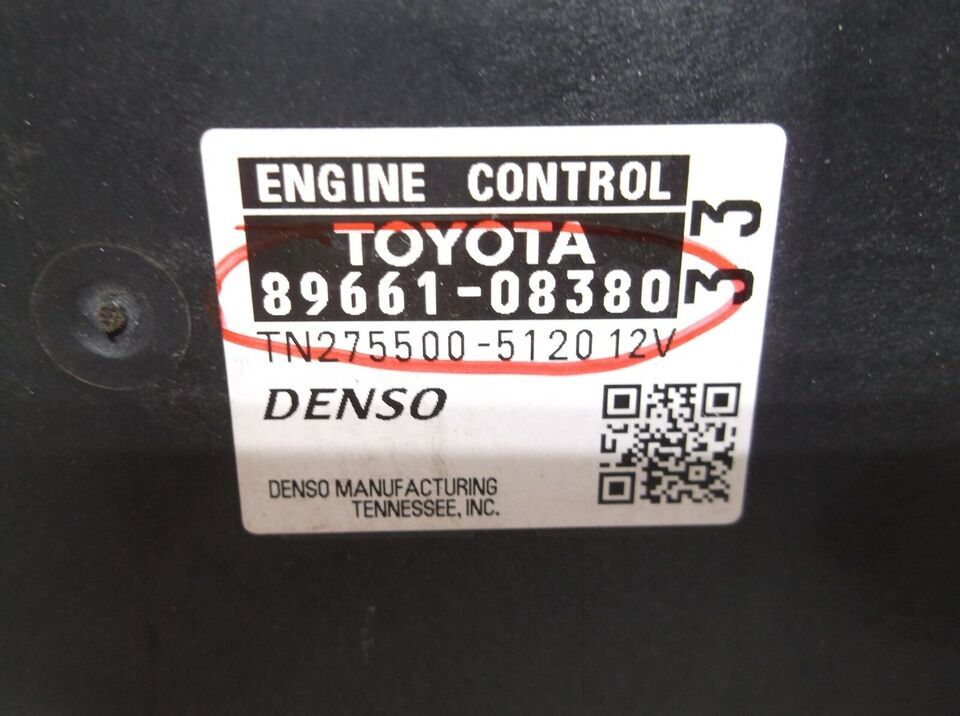 ENGINE CONTROL
TOYOTA
89661-08380
33
TN275500-5120 12V
DENSO
DENSO MANUFACTURING
TENNESSEE, INC.